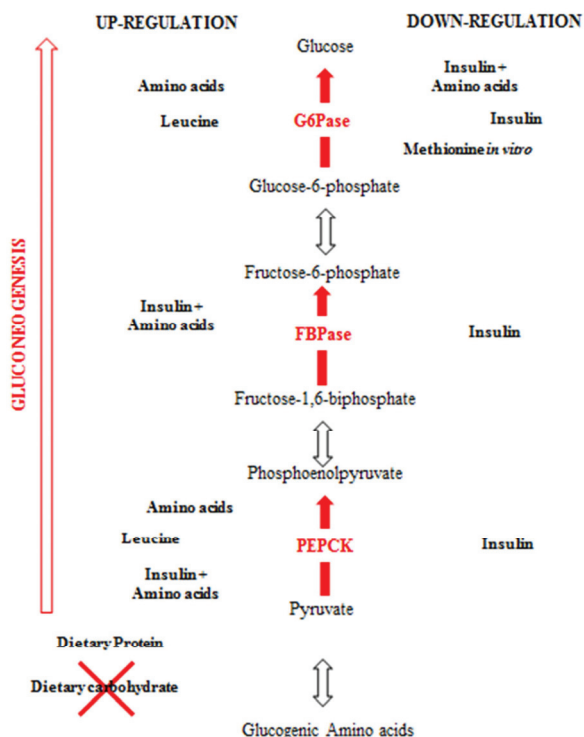 UP-REGULATION
DOWN-REGULATION
Glucose
Insulin+
Amino acids
Amino acids
Leucine
G6Pase
Insulin
Methionine in vitro
Glucose-6-phosphate
Fructose-6-phosphate
Insulin+
Amino acids
FBPase
Insulin
Fructose-1,6-biphosphate
Phosphoenolpyruvate
Amino acids
Leucine
PEPCK
Insulin
Insulin+
Amino acids
Pyruvate
Dietary Protein
Dietary carbohydrate
Glucogenic Amino acids
GLUCONEOGENESIS